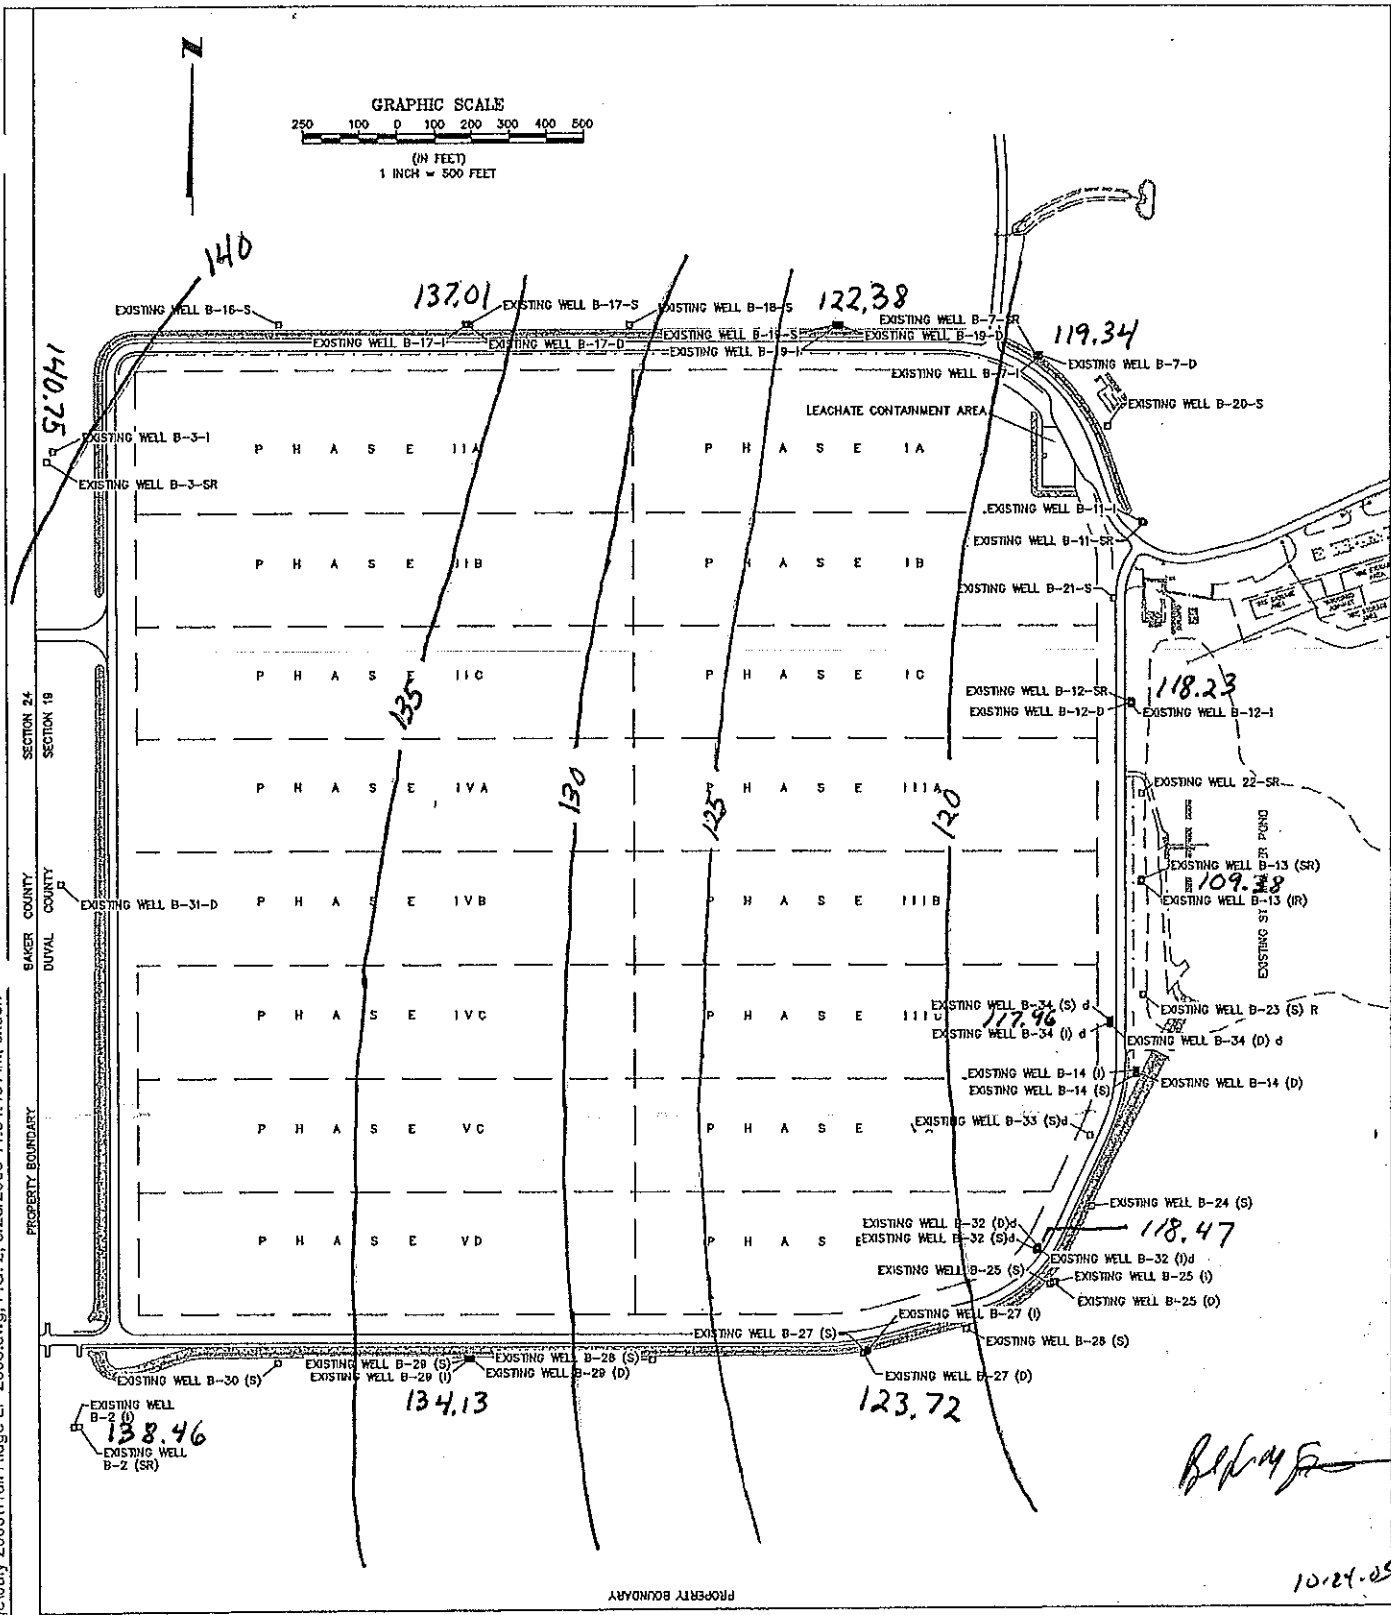 N
GRAPHIC SCALE
250 100 0 100 200 300 400 500
(IN FEET)
1 INCH = 500 FEET
140
EXISTING WELL B-16-S
137.01
EXISTING WELL B-17-S
EXISTING WELL B-18-S
122.38
EXISTING WELL B-7-SR
EXISTING WELL B-17-I
EXISTING WELL B-17-D
EXISTING WELL B-19-S
EXISTING WELL B-19-D
EXISTING WELL B-19-I
119.34
EXISTING WELL B-7-D
EXISTING WELL B-7-I
140.75
LEACHATE CONTAINMENT AREA
EXISTING WELL B-20-S
EXISTING WELL B-3-I
EXISTING WELL B-3-SR
PHASE IIA
PHASE IA
EXISTING WELL B-11-I
EXISTING WELL B-11-SR
PHASE IIB
PHASE IB
EXISTING WELL B-21-S
PHASE IIC
PHASE IC
135
EXISTING WELL B-12-SR
118.23
EXISTING WELL B-12-D
EXISTING WELL B-12-I
SECTION 24
SECTION 19
PHASE IVA
130
125
PHASE IIIA
120
EXISTING WELL 22-SR
EXISTING WELL B-13 (SR)
109.38
EXISTING WELL B-13 (IR)
BAKER COUNTY
DUVAL COUNTY
EXISTING WELL B-31-D
PHASE IVB
PHASE IIIB
PHASE IVC
PHASE
EXISTING WELL B-34 (S) d
117.96
EXISTING WELL B-34 (I) d
EXISTING WELL B-23 (S) R
EXISTING WELL B-34 (D) d
EXISTING WELL B-14 (I)
EXISTING WELL B-14 (S)
EXISTING WELL B-14 (D)
PROPERTY BOUNDARY
PHASE VC
PHASE
EXISTING WELL B-33 (S)d
EXISTING WELL B-24 (S)
118.47
PHASE VD
PHASE
EXISTING WELL B-32 (D)d
EXISTING WELL B-32 (S)d
EXISTING WELL B-32 (I)d
EXISTING WELL B-25 (S)
EXISTING WELL B-25 (I)
EXISTING WELL B-25 (D)
EXISTING WELL B-27 (I)
EXISTING WELL B-27 (S)
EXISTING WELL B-28 (S)
EXISTING WELL B-27 (D)
123.72
EXISTING WELL B-30 (S)
EXISTING WELL B-29 (S)
EXISTING WELL B-29 (I)
EXISTING WELL B-28 (S)
EXISTING WELL B-29 (D)
134.13
EXISTING WELL
B-2 (I)
138.46
EXISTING WELL
B-2 (SR)
PROPERTY BOUNDARY